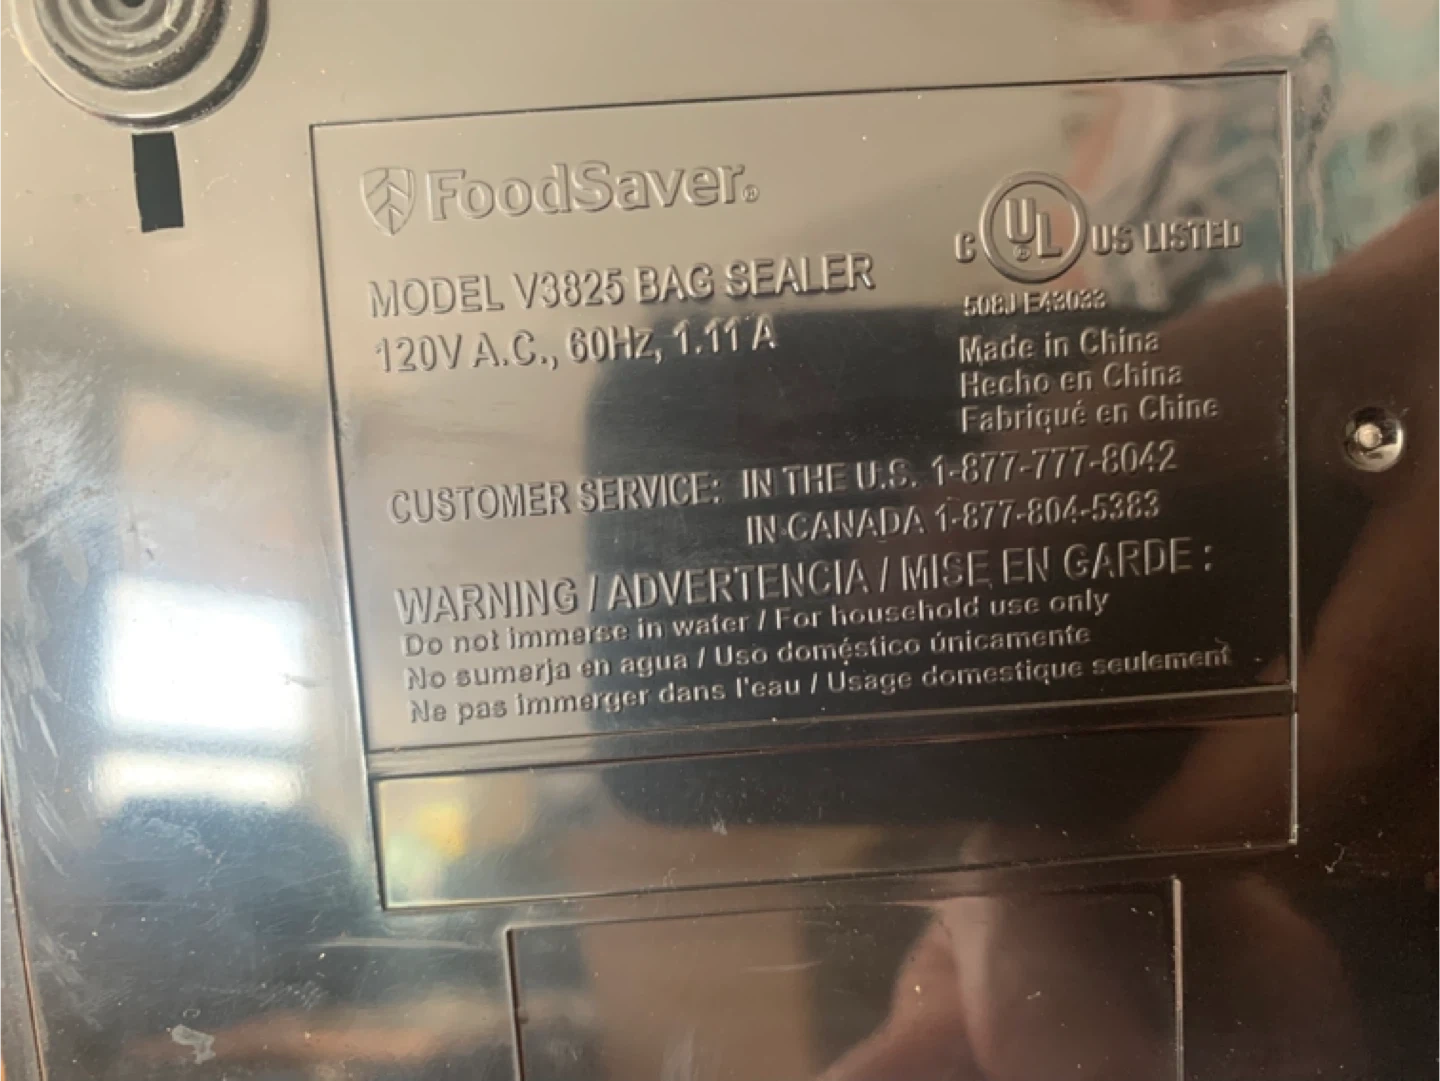 FoodSaver®
C UL® US LISTED
MODEL V3825 BAG SEALER
508J E43033
120V A.C., 60Hz, 1.11 A
Made in China
Hecho en China
Fabriqué en Chine
CUSTOMER SERVICE: IN THE U.S. 1-877-777-8042
IN CANADA 1-877-804-5383
WARNING / ADVERTENCIA / MISE EN GARDE :
Do not immerse in water / For household use only
No sumerja en agua / Uso doméstico únicamente
Ne pas immerger dans l'eau / Usage domestique seulement